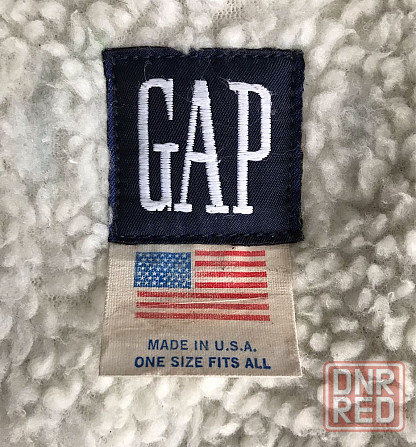 GAP
MADE IN U.S.A.
ONE SIZE FITS ALL
DNR
RED